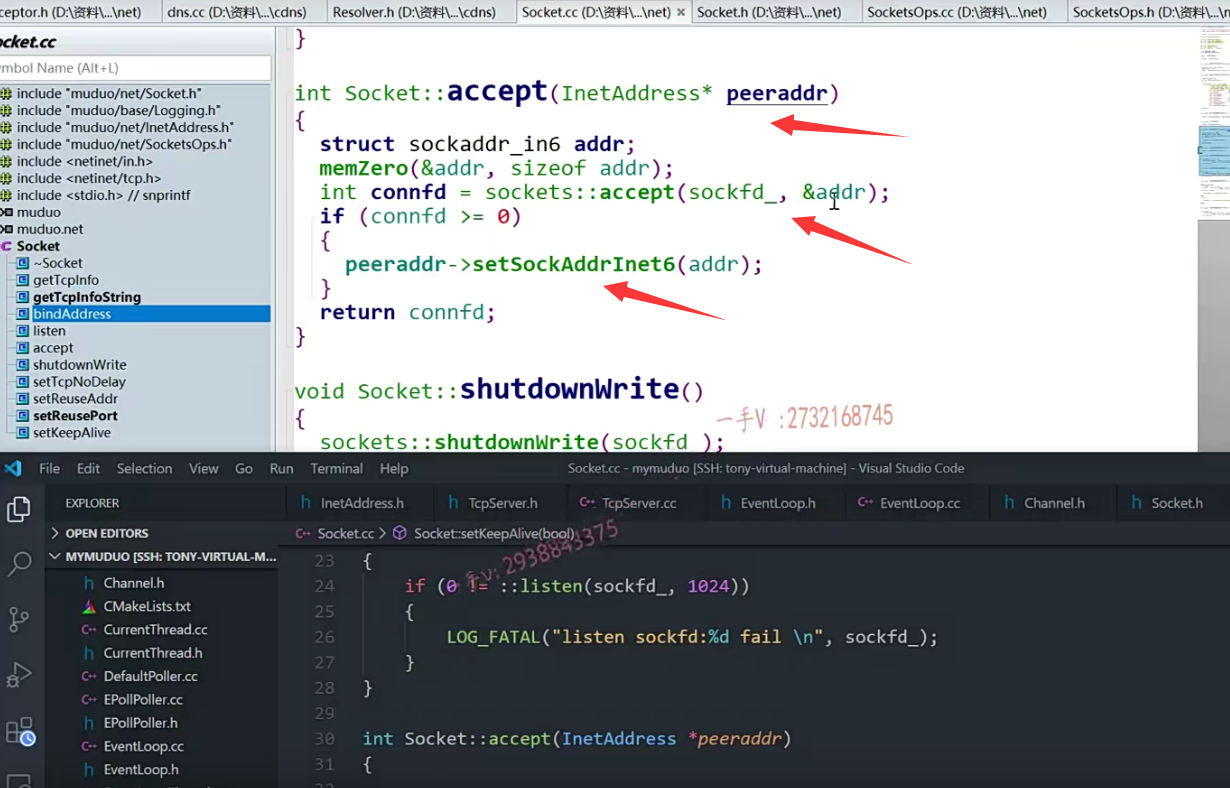 ceptor.h (D:\资料\...\net)
dns.cc (D:\资料\...\cdns)
Resolver.h (D:\资料\...\cdns)
Socket.cc (D:\资料\...\net) ×
Socket.h (D:\资料\...\net)
SocketsOps.cc (D:\资料\...\net)
SocketsOps.h (D:\资料\...\n
ocket.cc
mbol Name (Alt+L)
include "muduo/net/Socket.h"
include "muduo/base/Logging.h"
include "muduo/net/InetAddress.h"
include "muduo/net/SocketsOps.h"
include <netinet/in.h>
include <netinet/tcp.h>
include <stdio.h> // snprintf
muduo
muduo.net
Socket
~Socket
getTcpInfo
getTcpInfoString
bindAddress
listen
accept
shutdownWrite
setTcpNoDelay
setReuseAddr
setReusePort
setKeepAlive
}
int Socket::accept(InetAddress* peeraddr)
{
struct sockaddr_in6 addr;
memZero(&addr, sizeof addr);
int connfd = sockets::accept(sockfd_, &addr);
if (connfd >= 0)
{
peeraddr->setSockAddrInet6(addr);
}
return connfd;
}
void Socket::shutdownWrite()
{
sockets::shutdownWrite(sockfd_);
一手V :2732168745
File Edit Selection View Go Run Terminal Help
Socket.cc - mymuduo [SSH: tony-virtual-machine] - Visual Studio Code
EXPLORER
OPEN EDITORS
MYMUDUO [SSH: TONY-VIRTUAL-M...
Channel.h
CMakeLists.txt
CurrentThread.cc
CurrentThread.h
DefaultPoller.cc
EPollPoller.cc
EPollPoller.h
EventLoop.cc
EventLoop.h
InetAddress.h
TcpServer.h
TcpServer.cc
EventLoop.h
EventLoop.cc
Channel.h
Socket.h
Socket.cc > Socket::setKeepAlive(bool)
手V: 2938843375
23 {
24 if (0 != ::listen(sockfd_, 1024))
25 {
26 LOG_FATAL("listen sockfd:%d fail \n", sockfd_);
27 }
28 }
29
30 int Socket::accept(InetAddress *peeraddr)
31 {